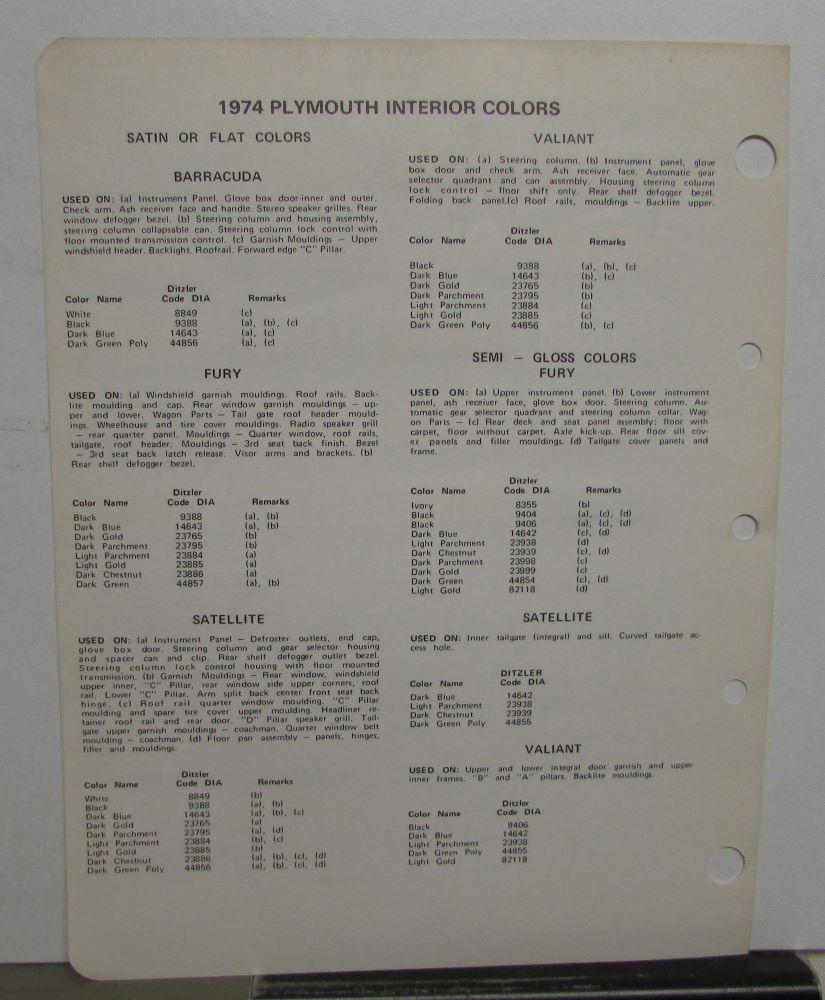 1974 PLYMOUTH INTERIOR COLORS
SATIN OR FLAT COLORS
BARRACUDA
USED ON: (a) Instrument Panel. Glove box door-inner and outer.
Check arm. Ash receiver face and handle. Stereo speaker grilles. Rear
window defogger bezel. (b) Steering column and housing assembly,
steering column collapsable can. Steering column lock control with
floor mounted transmission control. (c) Garnish Mouldings – Upper
windshield header. Backlight. Roofrail. Forward edge "C" Pillar.
Ditzler
Color Name Code DIA Remarks
White 8849 (c)
Black 9388 (a), (b), (c)
Dark Blue 14643 (a), (c)
Dark Green Poly 44856 (a), (c)
FURY
USED ON: (a) Windshield garnish mouldings. Roof rails. Back-
lite moulding and cap. Rear window garnish mouldings – up-
per and lower. Wagon Parts – Tail gate roof header mould-
ings. Wheelhouse and tire cover mouldings. Radio speaker grill
– rear quarter panel. Mouldings – Quarter window, roof rails,
tailgate, roof header. Mouldings – 3rd seat back finish. Bezel
– 3rd seat back latch release. Visor arms and brackets. (b)
Rear shelf defogger bezel.
Ditzler
Color Name Code DIA Remarks
Black 9388 (a), (b)
Dark Blue 14643 (a), (b)
Dark Gold 23765 (b)
Dark Parchment 23795 (b)
Light Parchment 23884 (a)
Light Gold 23885 (a)
Dark Chestnut 23886 (a)
Dark Green 44857 (a), (b)
SATELLITE
USED ON: (a) Instrument Panel – Defroster outlets, end cap,
glove box door. Steering column and gear selector housing
and spacer can and clip. Rear shelf defogger outlet bezel.
Steering column lock control housing with floor mounted
transmission. (b) Garnish Mouldings – Rear window, windshield
upper inner, "C" Pillar, rear window side upper corners, roof
rail. Lower "C" Pillar. Arm split back center front seat back
hinge. (c) Roof rail quarter window moulding, "C" Pillar
moulding and spare tire cover upper moulding. Headliner re-
tainer roof rail and rear door. "D" Pillar speaker grill. Tail-
gate upper garnish mouldings – coachman. Quarter window belt
moulding – coachman. (d) Floor pan assembly – panels, hinges,
filler and mouldings.
Ditzler
Color Name Code DIA Remarks
White 8849 (b)
Black 9388 (a), (b)
Dark Blue 14643 (a), (b), (c)
Dark Gold 23765 (a)
Dark Parchment 23795 (a), (d)
Light Parchment 23884 (b), (c)
Light Gold 23885 (b)
Dark Chestnut 23886 (a), (b), (c), (d)
Dark Green Poly 44856 (a), (b), (c), (d)
VALIANT
USED ON: (a) Steering column. (b) Instrument panel, glove
box door and check arm. Ash receiver face. Automatic gear
selector quadrant and can assembly. Housing steering column
lock control – floor shift only. Rear shelf defogger bezel.
Folding back panel.(c) Roof rails, mouldings – Backlite upper.
Ditzler
Color Name Code DIA Remarks
Black 9388 (a), (b), (c)
Dark Blue 14643 (b), (c)
Dark Gold 23765 (b)
Dark Parchment 23795 (b)
Light Parchment 23884 (c)
Light Gold 23885 (c)
Dark Green Poly 44856 (b), (c)
SEMI – GLOSS COLORS
FURY
USED ON: (a) Upper instrument panel. (b) Lower instrument
panel, ash receiver face, glove box door. Steering column. Au-
tomatic gear selector quadrant and steering column collar. Wag-
on Parts – (c) Rear deck and seat panel assembly; floor with
carpet, floor without carpet. Axle kick-up. Rear floor sill cov-
er panels and filler mouldings. (d) Tailgate cover panels and
frame.
Ditzler
Color Name Code DIA Remarks
Ivory 8355 (b)
Black 9404 (a), (c), (d)
Black 9406 (a), (c), (d)
Dark Blue 14642 (c), (d)
Light Parchment 23938 (d)
Dark Chestnut 23939 (c), (d)
Dark Parchment 23998 (c)
Dark Gold 23999 (c)
Dark Green 44854 (c), (d)
Light Gold 82118 (d)
SATELLITE
USED ON: Inner tailgate (integral) and sill. Curved tailgate ac-
cess hole.
DITZLER
Color Name Code DIA
Dark Blue 14642
Light Parchment 23938
Dark Chestnut 23939
Dark Green Poly 44855
VALIANT
USED ON: Upper and lower integral door garnish and upper
inner frames. "B" and "A" pillars. Backlite mouldings.
Ditzler
Color Name Code DIA
Black 9406
Dark Blue 14642
Light Parchment 23938
Dark Green Poly 44855
Light Gold 82118